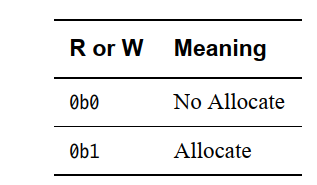 R or W Meaning
0b0 No Allocate
0b1 Allocate